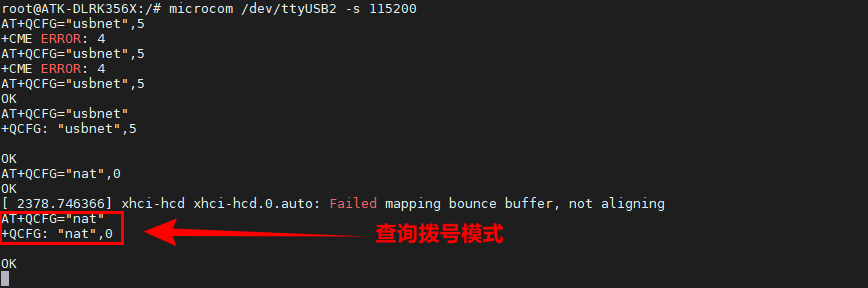 root@ATK-DLRK356X:/# microcom /dev/ttyUSB2 -s 115200
AT+QCFG="usbnet",5
+CME ERROR: 4
AT+QCFG="usbnet",5
+CME ERROR: 4
AT+QCFG="usbnet",5
OK
AT+QCFG="usbnet"
+QCFG: "usbnet",5
OK
AT+QCFG="nat",0
OK
[ 2378.746366] xhci-hcd xhci-hcd.0.auto: Failed mapping bounce buffer, not aligning
AT+QCFG="nat"
+QCFG: "nat",0
查询拨号模式
OK